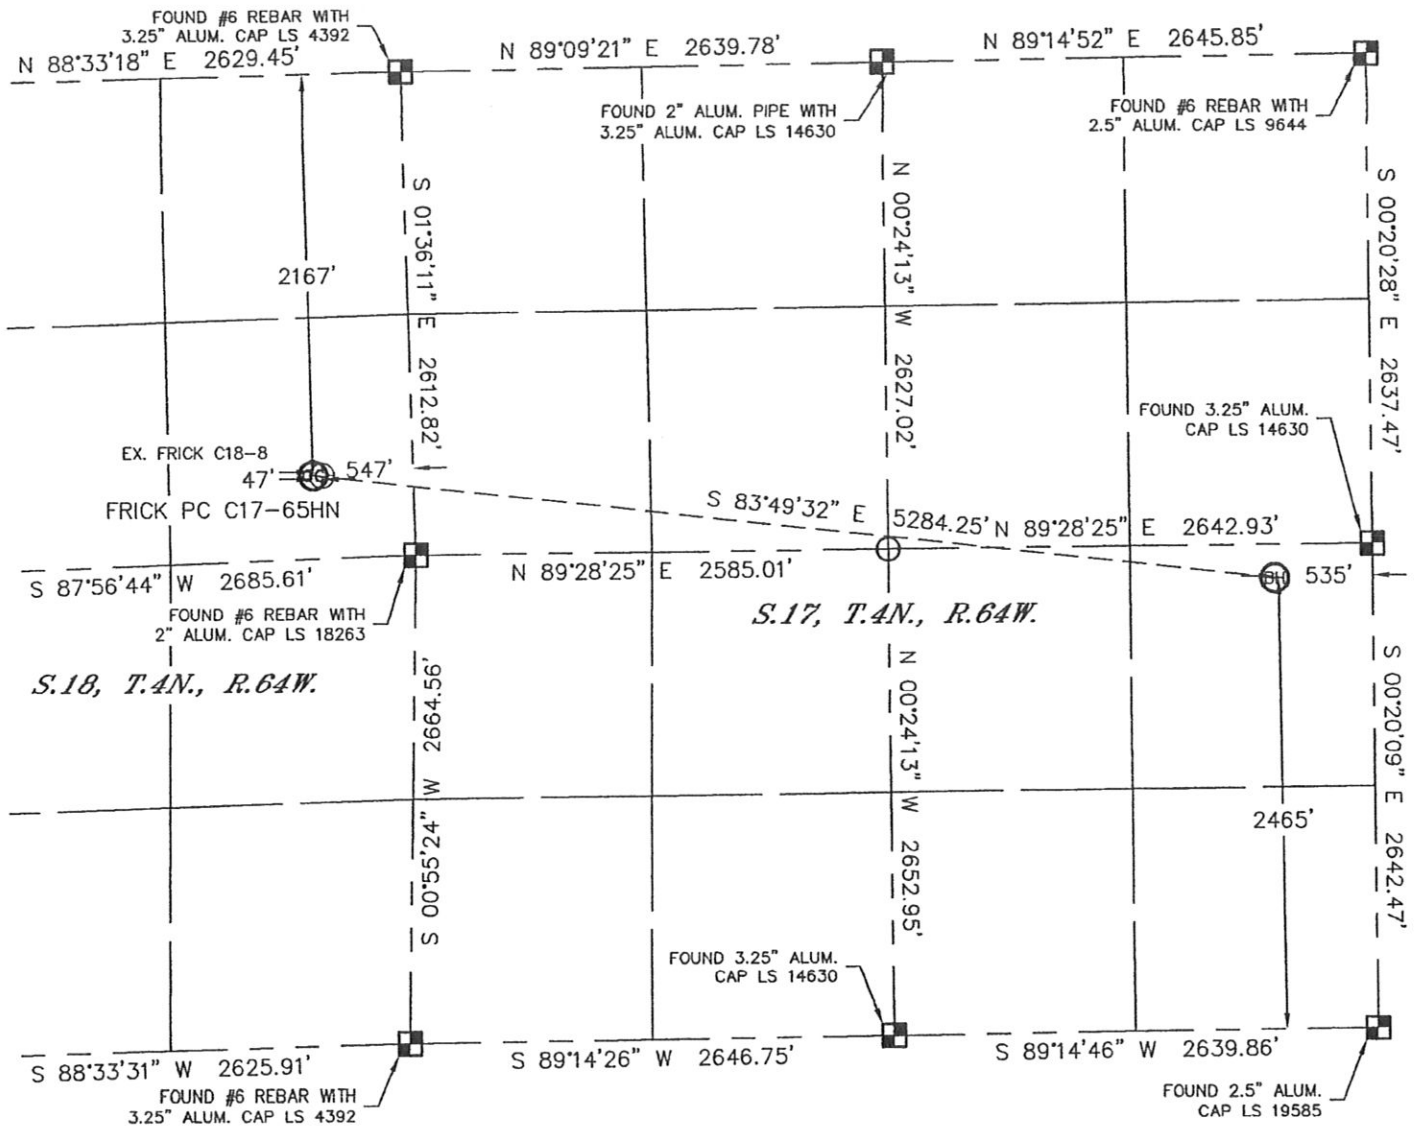 FOUND #6 REBAR WITH
3.25" ALUM. CAP LS 4392
N 88°33'18" E 2629.45'
N 89°09'21" E 2639.78'
N 89°14'52" E 2645.85'
FOUND 2" ALUM. PIPE WITH
3.25" ALUM. CAP LS 14630
FOUND #6 REBAR WITH
2.5" ALUM. CAP LS 9644
S 01°36'11" E 2612.82'
N 00°24'13" W 2627.02'
S 00°20'28" E 2637.47'
2167'
FOUND 3.25" ALUM.
CAP LS 14630
EX. FRICK C18-8
47'
547'
FRICK PC C17-65HN
S 83°49'32" E 5284.25'
N 89°28'25" E 2642.93'
S 87°56'44" W 2685.61'
N 89°28'25" E 2585.01'
BH 535'
FOUND #6 REBAR WITH
2" ALUM. CAP LS 18263
S.17, T.4N., R.64W.
S.18, T.4N., R.64W.
S 00°55'24" W 2664.56'
N 00°24'13" W 2652.95'
S 00°20'09" E 2642.47'
2465'
FOUND 3.25" ALUM.
CAP LS 14630
S 88°33'31" W 2625.91'
S 89°14'26" W 2646.75'
S 89°14'46" W 2639.86'
FOUND #6 REBAR WITH
3.25" ALUM. CAP LS 4392
FOUND 2.5" ALUM.
CAP LS 19585